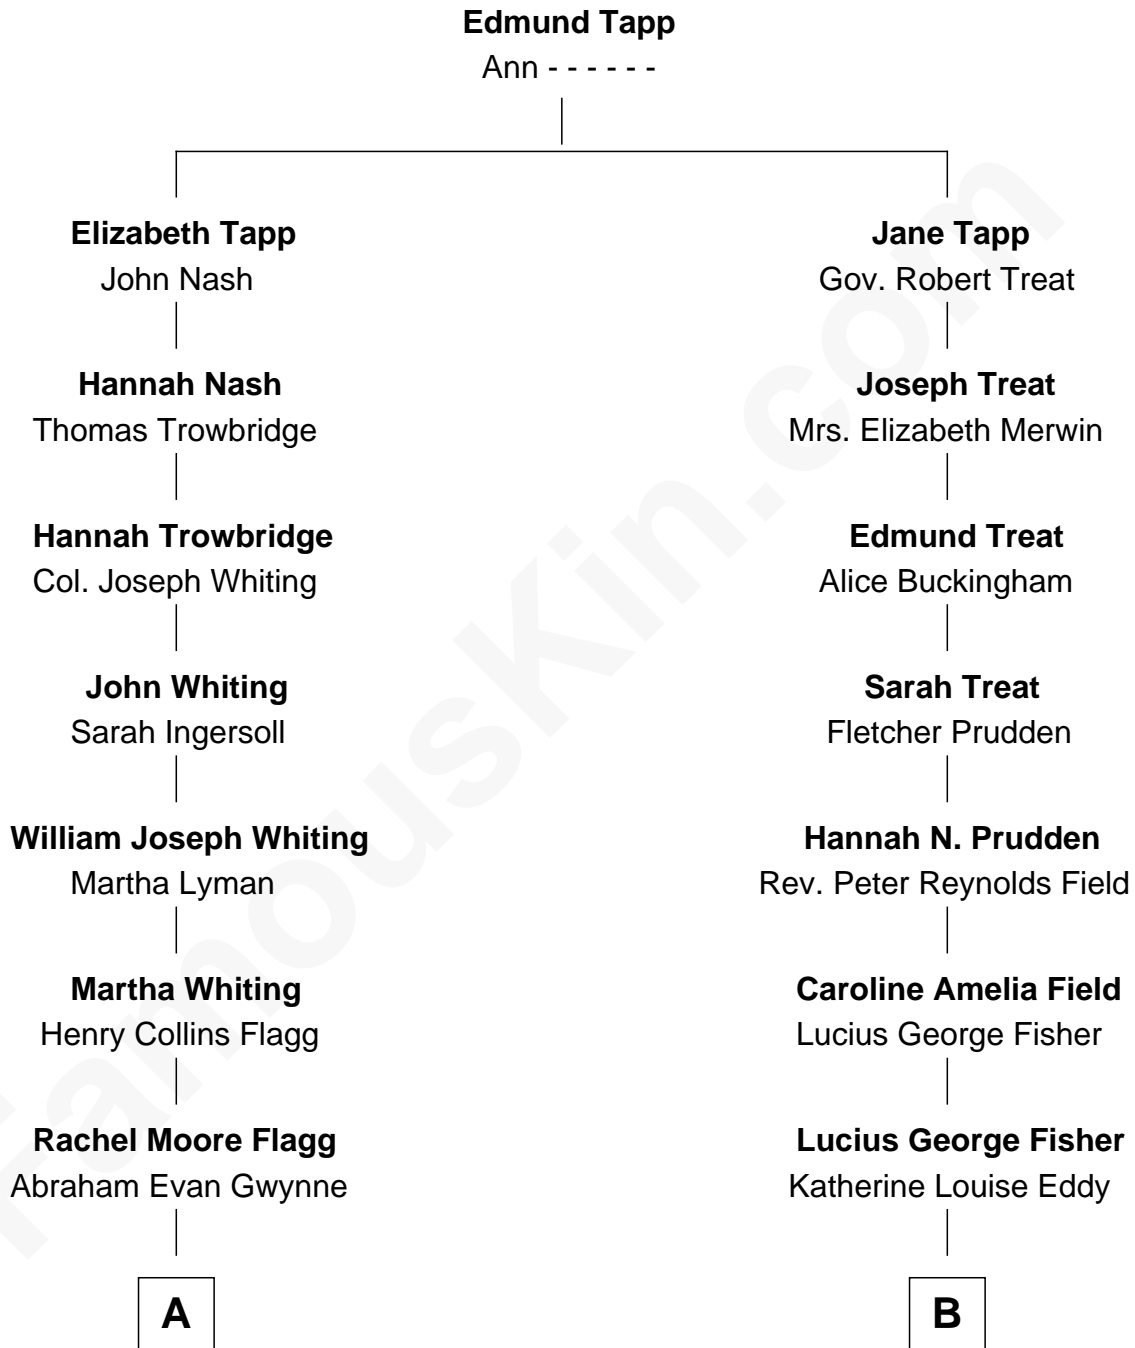 Edmund Tapp
Ann - - - - - -
Elizabeth Tapp
John Nash
Jane Tapp
Gov. Robert Treat
Hannah Nash
Thomas Trowbridge
Joseph Treat
Mrs. Elizabeth Merwin
Hannah Trowbridge
Col. Joseph Whiting
Edmund Treat
Alice Buckingham
John Whiting
Sarah Ingersoll
Sarah Treat
Fletcher Prudden
William Joseph Whiting
Martha Lyman
Hannah N. Prudden
Rev. Peter Reynolds Field
Martha Whiting
Henry Collins Flagg
Caroline Amelia Field
Lucius George Fisher
Rachel Moore Flagg
Abraham Evan Gwynne
Lucius George Fisher
Katherine Louise Eddy
A
B
FamousKin.com